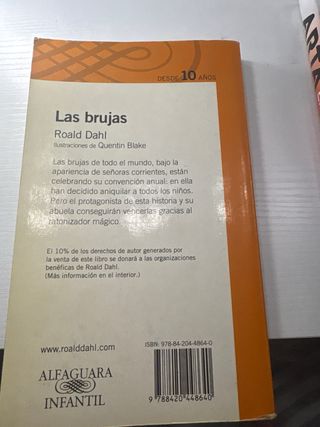 DESDE 10 AÑOS
Las brujas
Roald Dahl
Ilustraciones de Quentin Blake
Las brujas de todo el mundo, bajo la
apariencia de señoras corrientes, están
celebrando su convención anual: en ella
han decidido aniquilar a todos los niños.
Pero el protagonista de esta historia y su
abuela conseguirán vencerlas gracias al
ratonizador mágico.
El 10% de los derechos de autor generados por
la venta de este libro se donará a las organizaciones
benéficas de Roald Dahl.
(Más información en el interior.)
www.roalddahl.com
ALFAGUARA
INFANTIL
ISBN: 978-84-204-4864-0
9 788420 448640